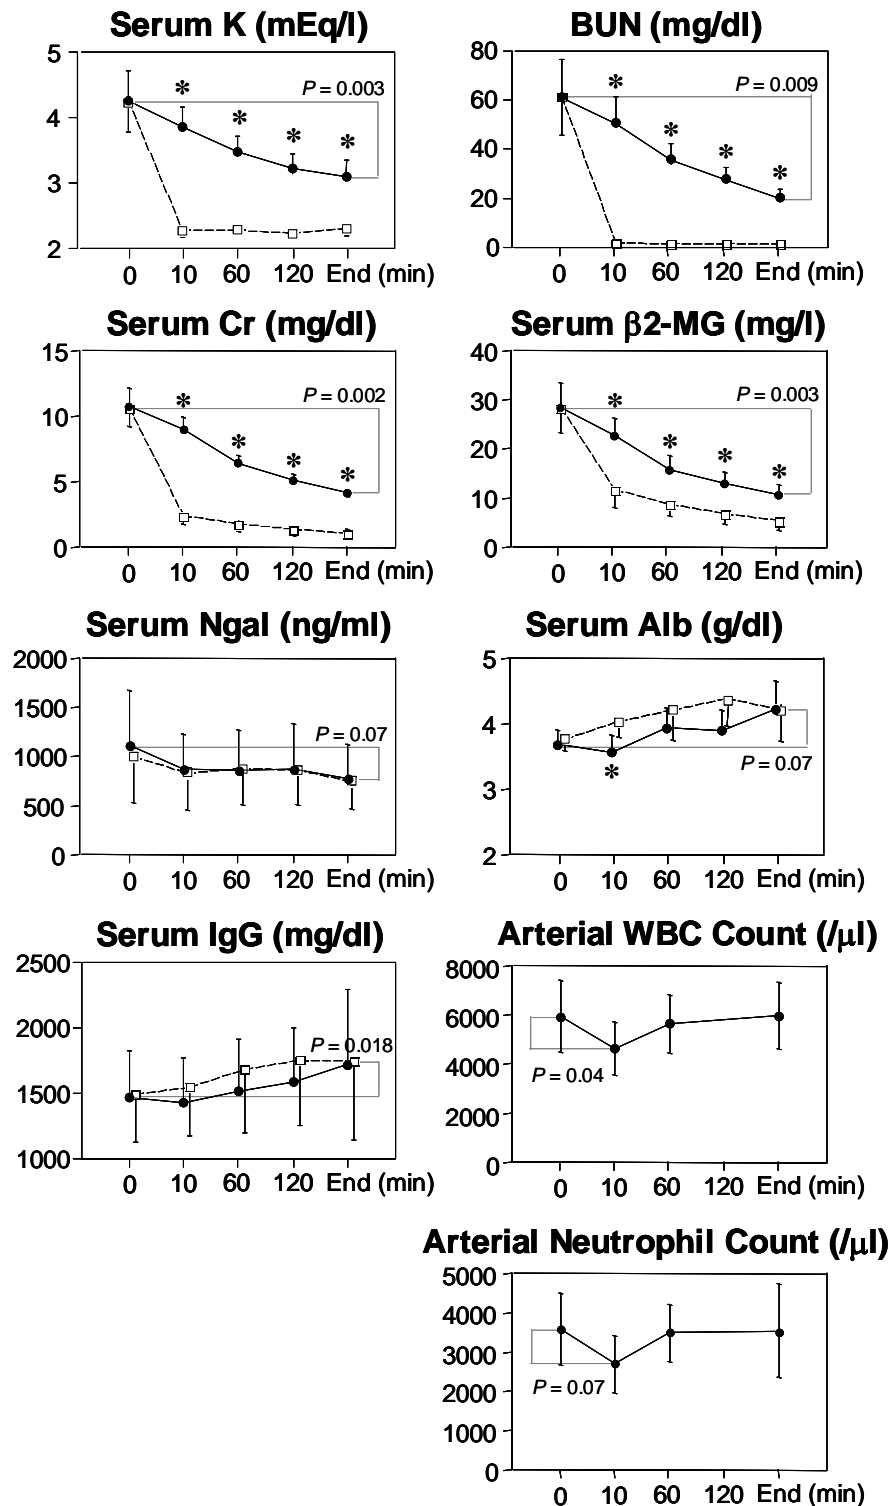 Serum K (mEq/l)
5
4
3
2
P = 0.003
*
*
*
*
0 10 60 120 End (min)
BUN (mg/dl)
80
60
40
20
0
P = 0.009
*
*
*
*
0 10 60 120 End (min)
Serum Cr (mg/dl)
15
10
5
0
P = 0.002
*
*
*
*
0 10 60 120 End (min)
Serum β2-MG (mg/l)
40
30
20
10
0
P = 0.003
*
*
*
*
0 10 60 120 End (min)
Serum Ngal (ng/ml)
2000
1500
1000
500
0
P = 0.07
0 10 60 120 End (min)
Serum Alb (g/dl)
5
4
3
2
P = 0.07
*
0 10 60 120 End (min)
Serum IgG (mg/dl)
2500
2000
1500
1000
P = 0.018
0 10 60 120 End (min)
Arterial WBC Count (/μl)
8000
6000
4000
2000
0
P = 0.04
0 10 60 120 End (min)
Arterial Neutrophil Count (/μl)
5000
4000
3000
2000
1000
0
P = 0.07
0 10 60 120 End (min)